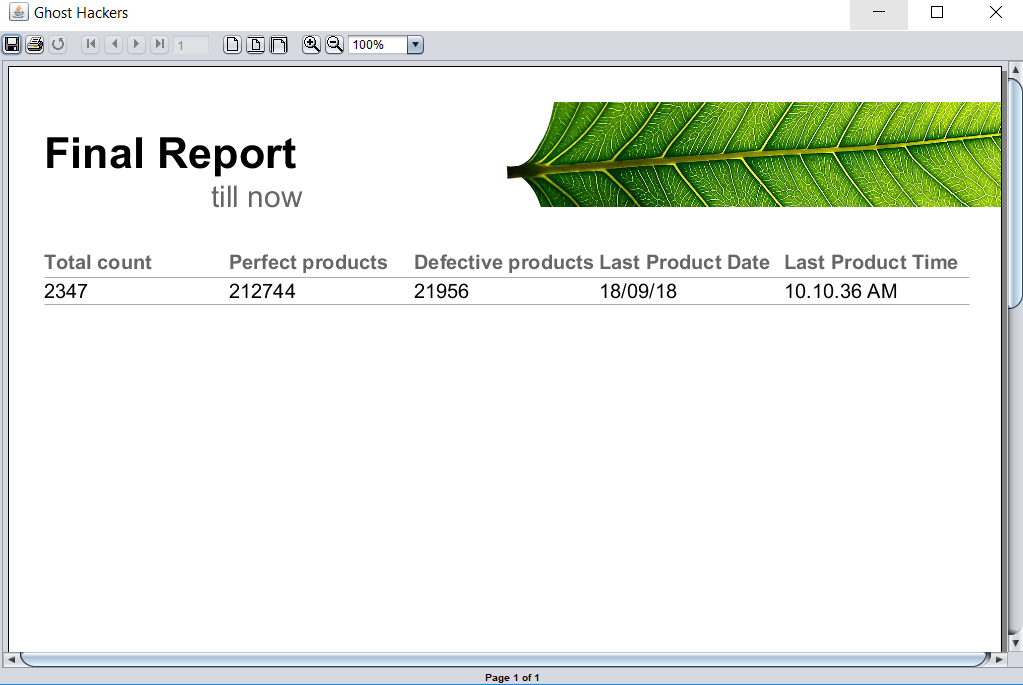 Ghost Hackers
1
100%
Final Report
till now
Total count Perfect products Defective products Last Product Date Last Product Time
2347 212744 21956 18/09/18 10.10.36 AM
Page 1 of 1